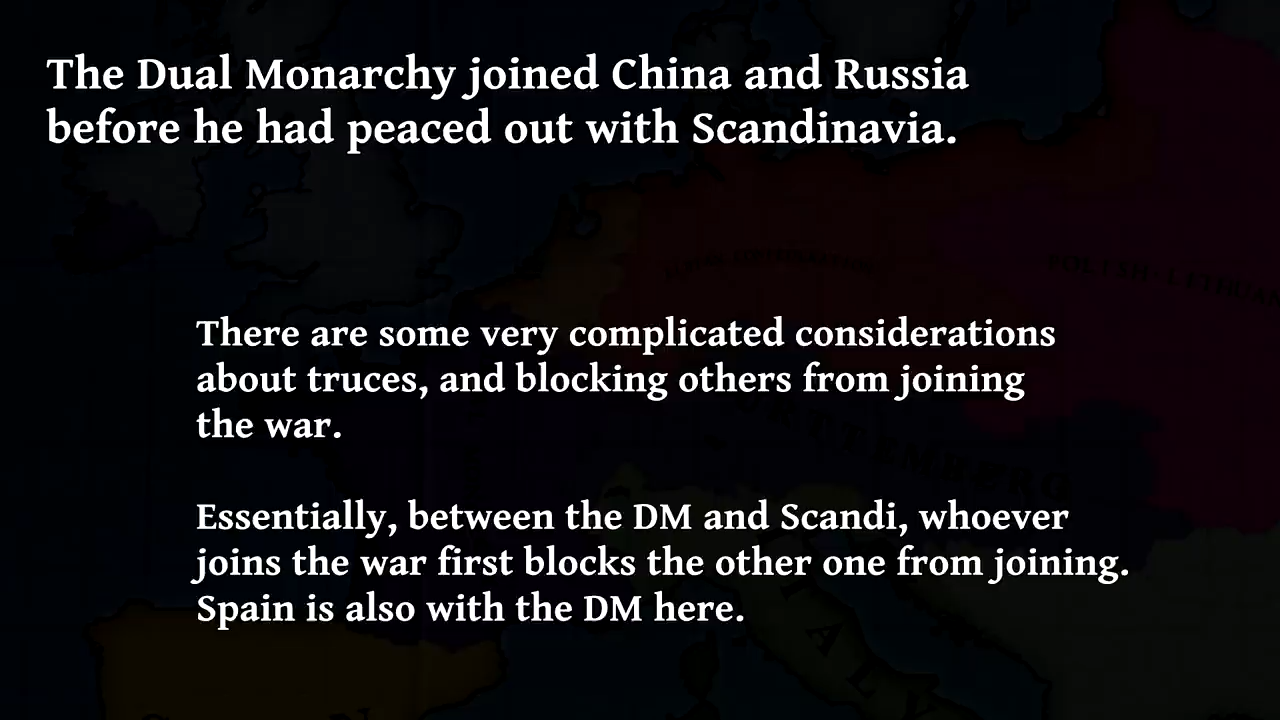 The Dual Monarchy joined China and Russia
before he had peaced out with Scandinavia.
There are some very complicated considerations
about truces, and blocking others from joining
the war.
Essentially, between the DM and Scandi, whoever
joins the war first blocks the other one from joining.
Spain is also with the DM here.